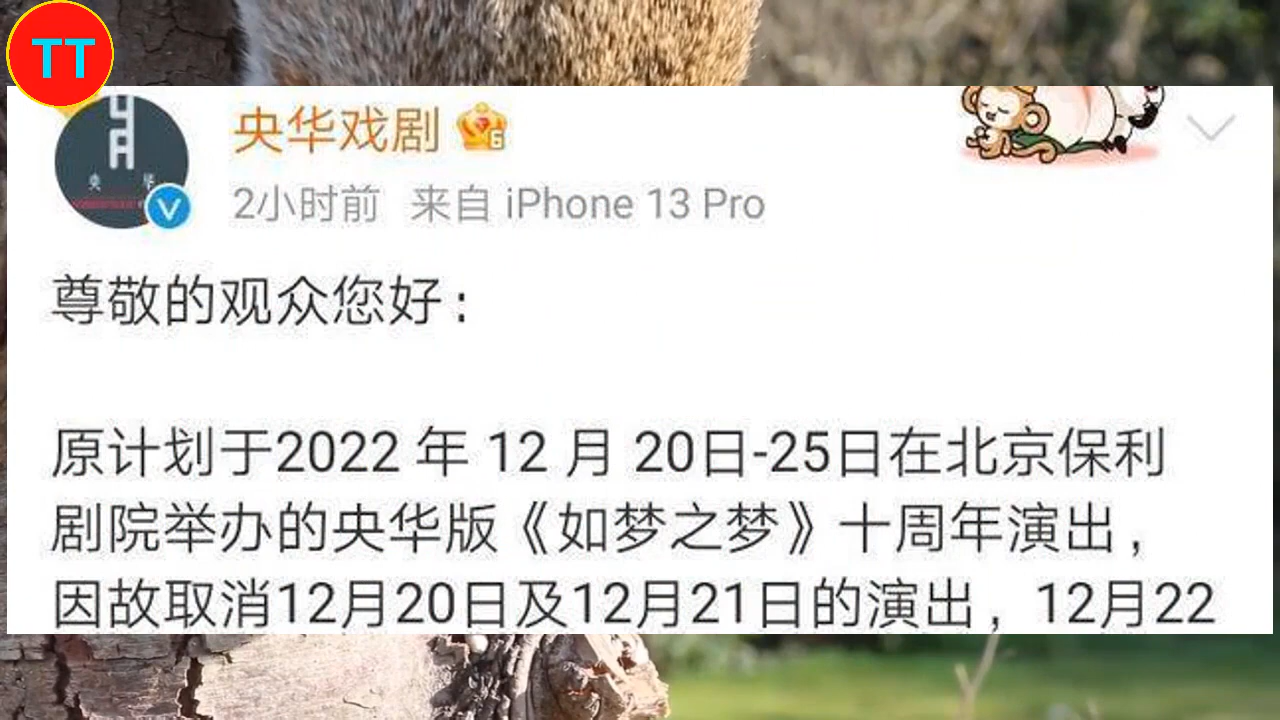 TT
央华戏剧
2小时前 来自 iPhone 13 Pro
尊敬的观众您好：
原计划于2022 年 12 月 20日-25日在北京保利
剧院举办的央华版《如梦之梦》十周年演出，
因故取消12月20日及12月21日的演出，12月22
央 华